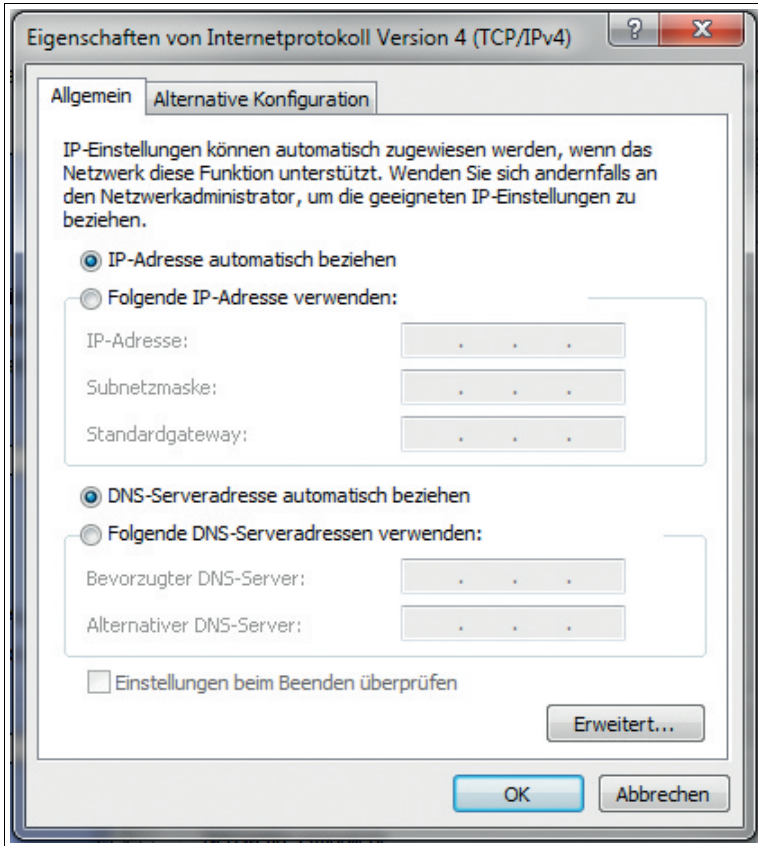 Eigenschaften von Internetprotokoll Version 4 (TCP/IPv4)
Allgemein
Alternative Konfiguration
IP-Einstellungen können automatisch zugewiesen werden, wenn das
Netzwerk diese Funktion unterstützt. Wenden Sie sich andernfalls an
den Netzwerkadministrator, um die geeigneten IP-Einstellungen zu
beziehen.
IP-Adresse automatisch beziehen
Folgende IP-Adresse verwenden:
IP-Adresse:
Subnetzmaske:
Standardgateway:
DNS-Serveradresse automatisch beziehen
Folgende DNS-Serveradressen verwenden:
Bevorzugter DNS-Server:
Alternativer DNS-Server:
Einstellungen beim Beenden überprüfen
Erweitert...
OK
Abbrechen